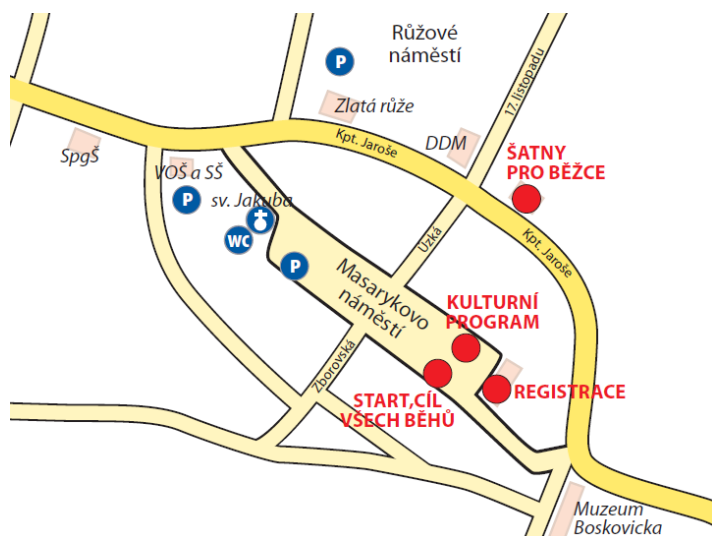 Růžové
náměstí
P
17. listopadu
Zlatá růže
Kpt. Jaroše
DDM
SpgŠ
VOŠ a SŠ
ŠATNY
PRO BĚŽCE
P
sv. Jakuba
WC
Úzká
Kpt. Jaroše
P
Masarykovo
náměstí
KULTURNÍ
PROGRAM
Zborovská
START,CÍL
VŠECH BĚHŮ
REGISTRACE
Muzeum
Boskovicka